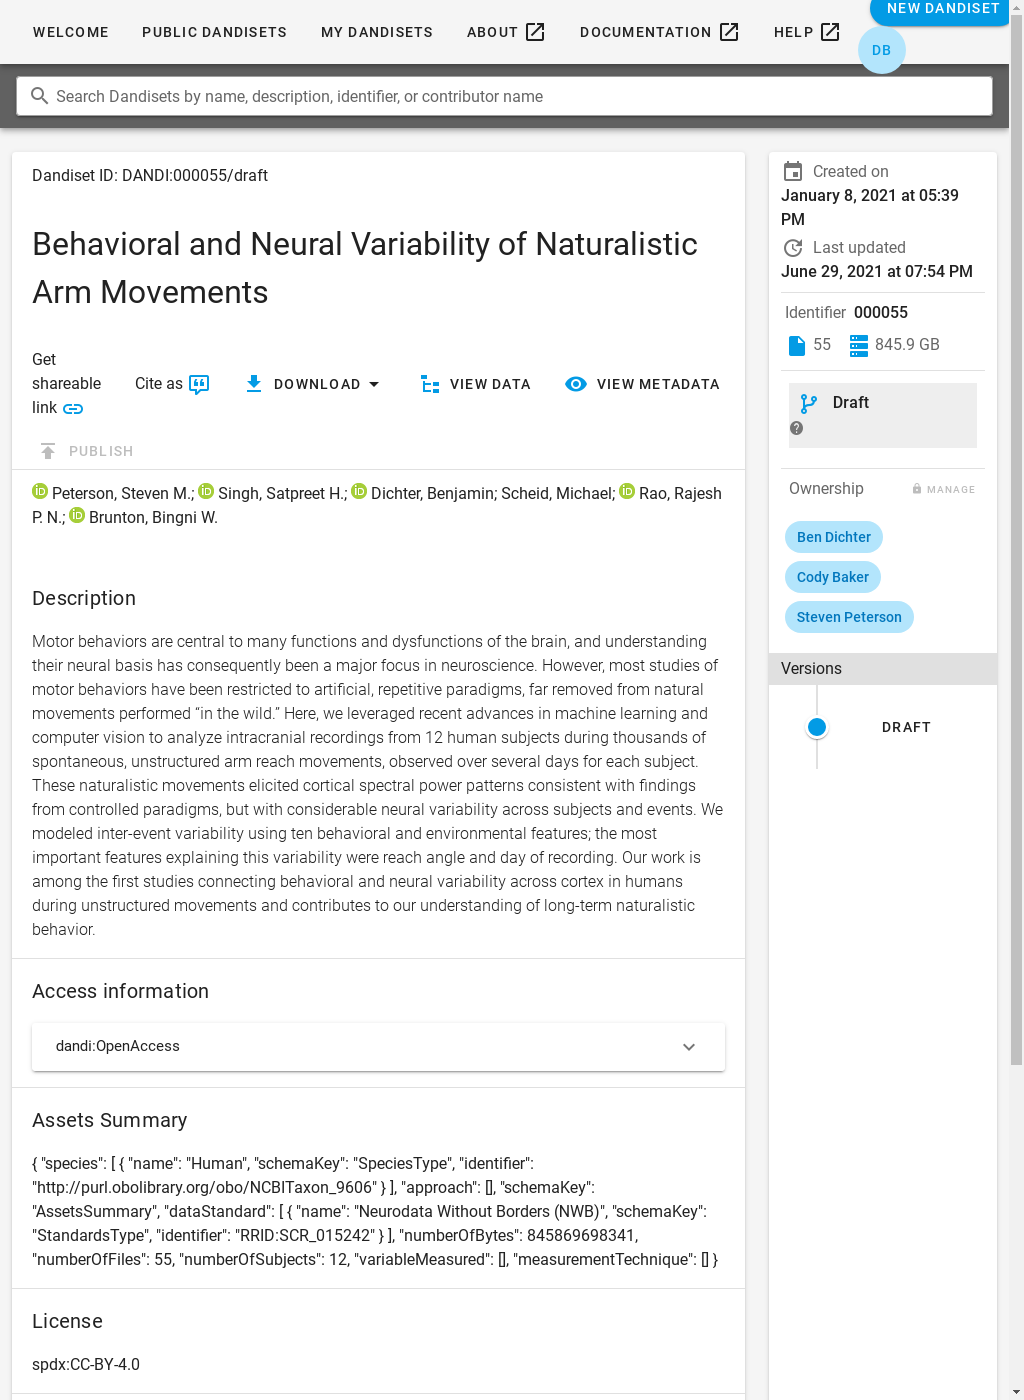 WELCOME
PUBLIC DANDISETS
MY DANDISETS
ABOUT
DOCUMENTATION
HELP
NEW DANDISET
DB
Search Dandisets by name, description, identifier, or contributor name
Dandiset ID: DANDI:000055/draft
Behavioral and Neural Variability of Naturalistic
Arm Movements
Get
shareable
link
Cite as
DOWNLOAD
VIEW DATA
VIEW METADATA
PUBLISH
iD Peterson, Steven M.; iD Singh, Satpreet H.; iD Dichter, Benjamin; Scheid, Michael; iD Rao, Rajesh
P. N.; iD Brunton, Bingni W.
Description
Motor behaviors are central to many functions and dysfunctions of the brain, and understanding
their neural basis has consequently been a major focus in neuroscience. However, most studies of
motor behaviors have been restricted to artificial, repetitive paradigms, far removed from natural
movements performed “in the wild.” Here, we leveraged recent advances in machine learning and
computer vision to analyze intracranial recordings from 12 human subjects during thousands of
spontaneous, unstructured arm reach movements, observed over several days for each subject.
These naturalistic movements elicited cortical spectral power patterns consistent with findings
from controlled paradigms, but with considerable neural variability across subjects and events. We
modeled inter-event variability using ten behavioral and environmental features; the most
important features explaining this variability were reach angle and day of recording. Our work is
among the first studies connecting behavioral and neural variability across cortex in humans
during unstructured movements and contributes to our understanding of long-term naturalistic
behavior.
Access information
dandi:OpenAccess
Assets Summary
{ "species": [ { "name": "Human", "schemaKey": "SpeciesType", "identifier":
"http://purl.obolibrary.org/obo/NCBITaxon_9606" } ], "approach": [], "schemaKey":
"AssetsSummary", "dataStandard": [ { "name": "Neurodata Without Borders (NWB)", "schemaKey":
"StandardsType", "identifier": "RRID:SCR_015242" } ], "numberOfBytes": 845869698341,
"numberOfFiles": 55, "numberOfSubjects": 12, "variableMeasured": [], "measurementTechnique": [] }
License
spdx:CC-BY-4.0
Created on
January 8, 2021 at 05:39
PM
Last updated
June 29, 2021 at 07:54 PM
Identifier 000055
55
845.9 GB
Draft
Ownership
MANAGE
Ben Dichter
Cody Baker
Steven Peterson
Versions
DRAFT